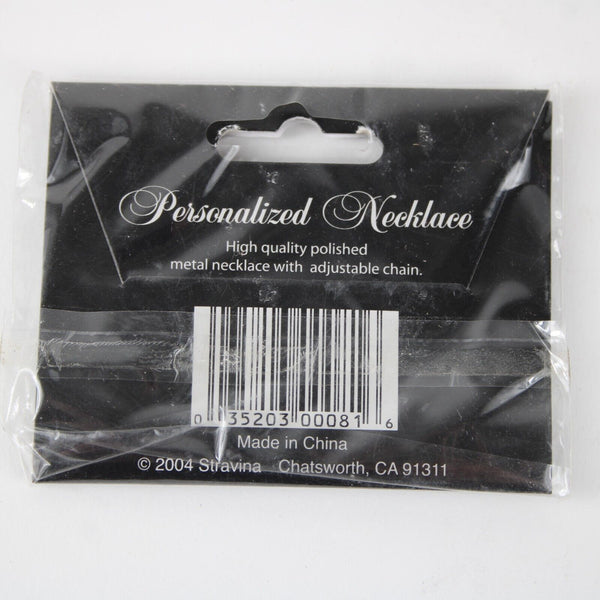 Personalized Necklace
High quality polished
metal necklace with adjustable chain.
0 35203 00081 6
Made in China
© 2004 Stravina Chatsworth, CA 91311